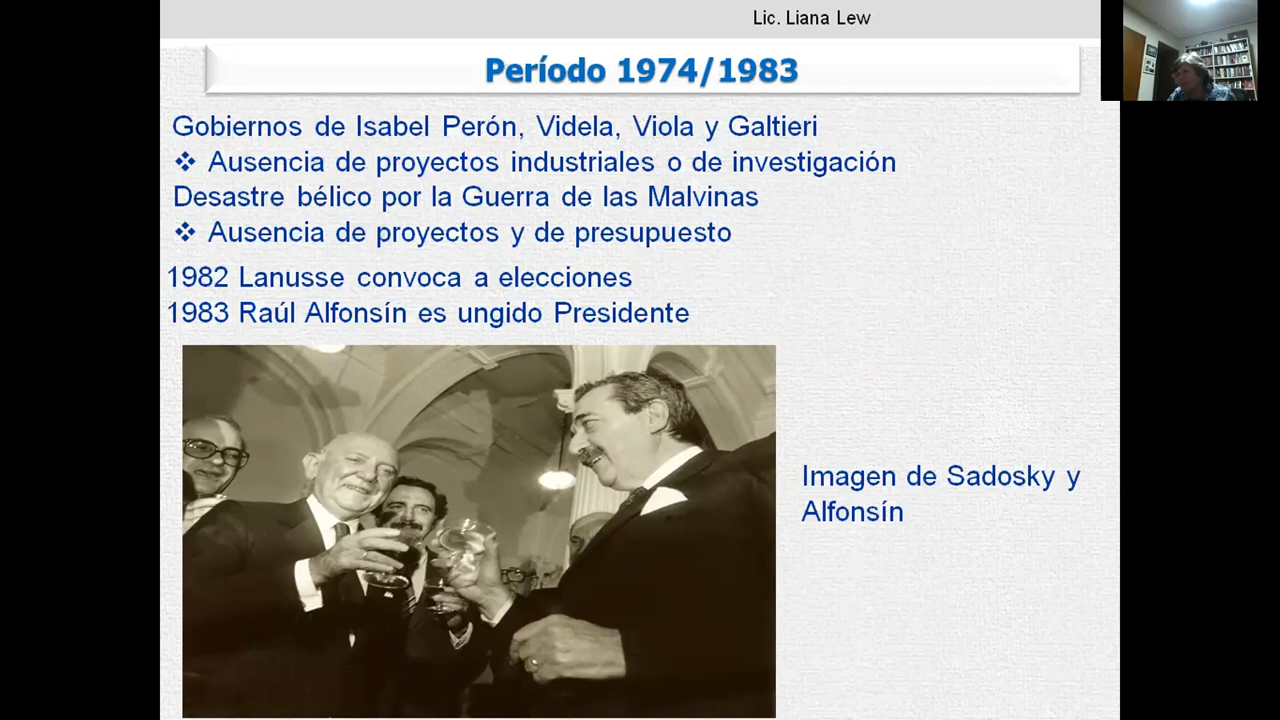 Lic. Liana Lew
Período 1974/1983
Gobiernos de Isabel Perón, Videla, Viola y Galtieri
❖ Ausencia de proyectos industriales o de investigación
Desastre bélico por la Guerra de las Malvinas
❖ Ausencia de proyectos y de presupuesto
1982 Lanusse convoca a elecciones
1983 Raúl Alfonsín es ungido Presidente
Imagen de Sadosky y
Alfonsín